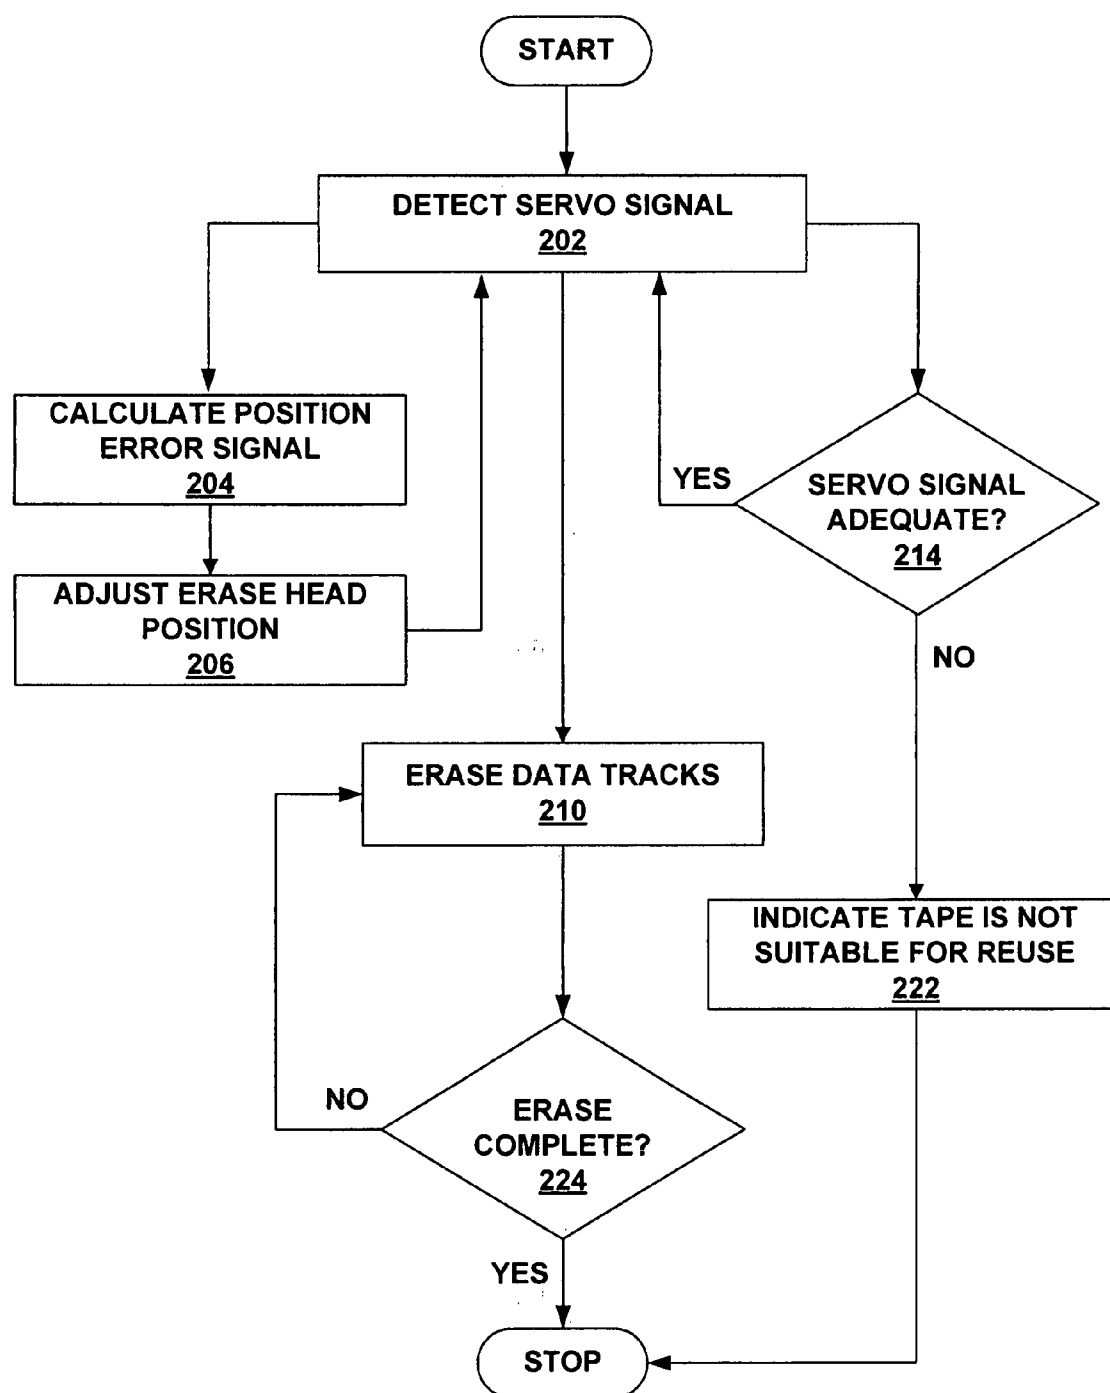 START
DETECT SERVO SIGNAL
202
CALCULATE POSITION
ERROR SIGNAL
204
YES
SERVO SIGNAL
ADEQUATE?
214
ADJUST ERASE HEAD
POSITION
206
NO
ERASE DATA TRACKS
210
INDICATE TAPE IS NOT
SUITABLE FOR REUSE
222
NO
ERASE
COMPLETE?
224
YES
STOP